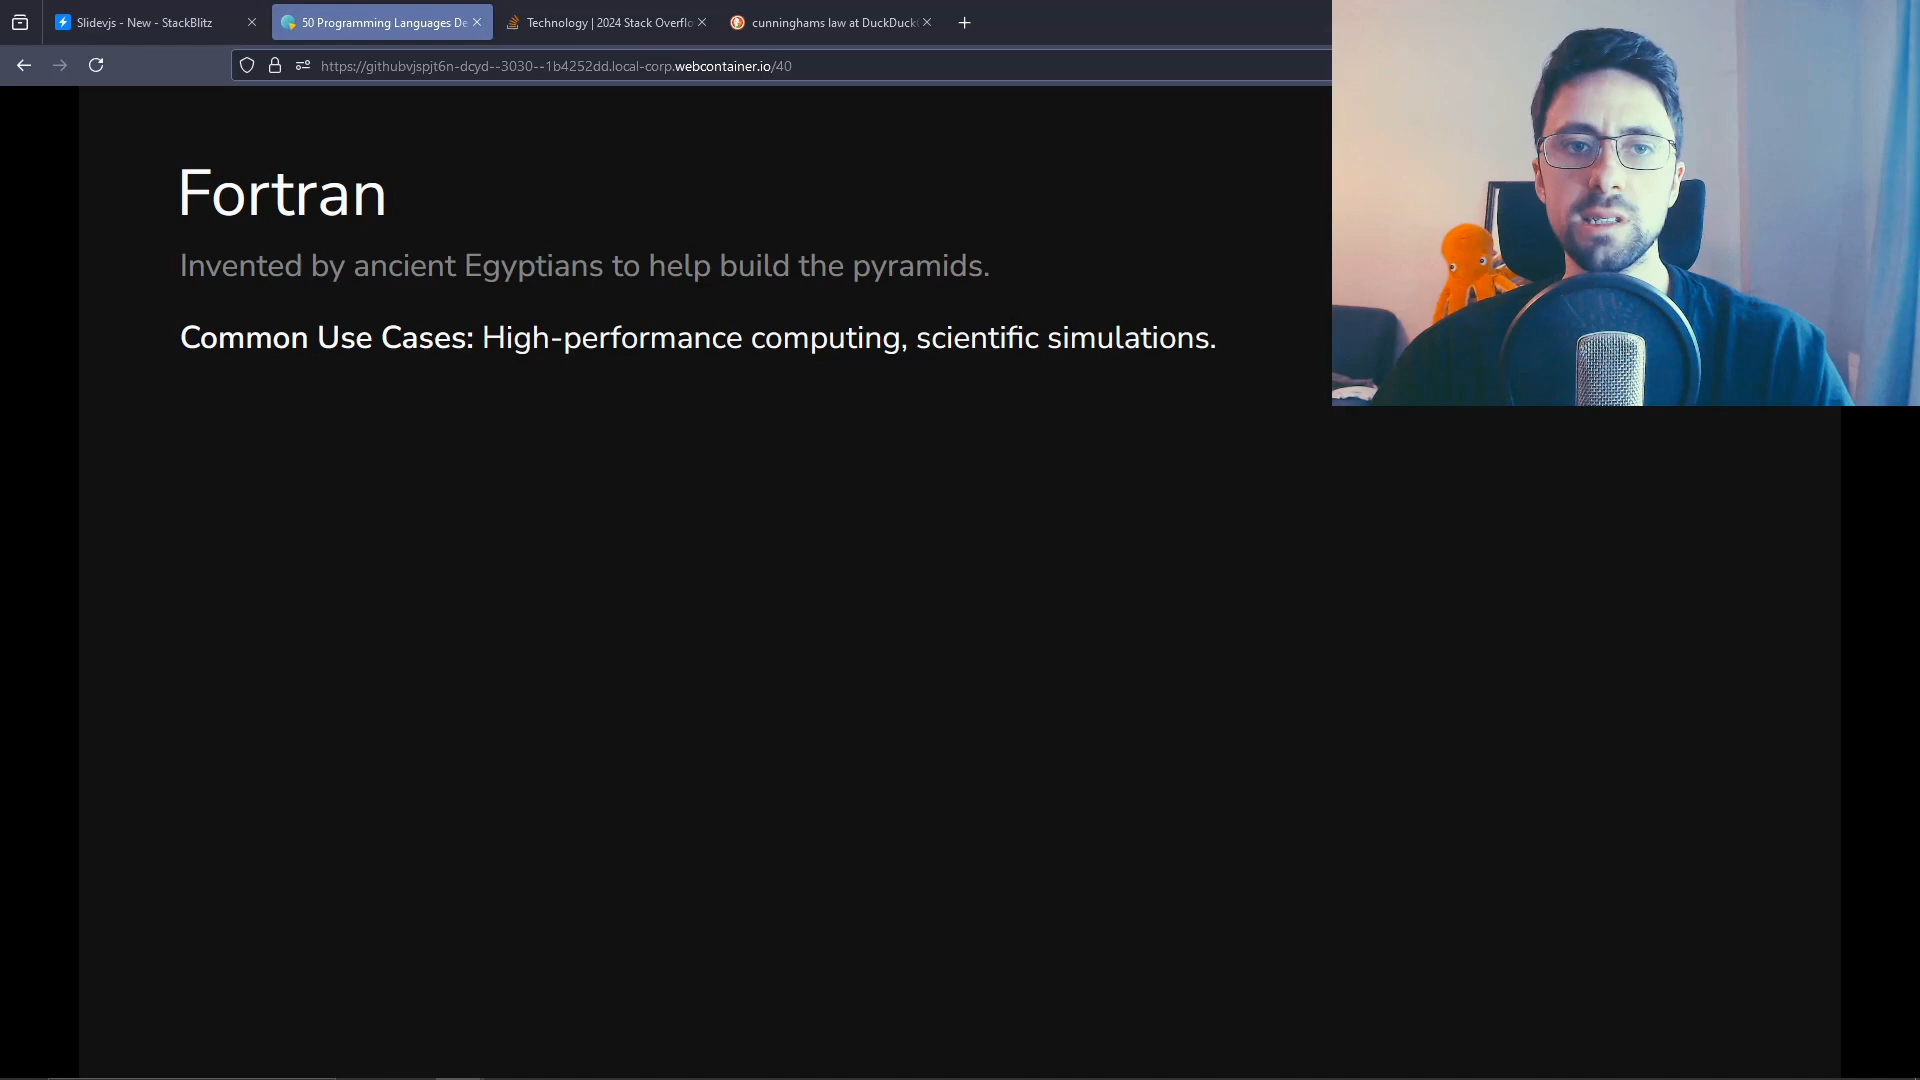 Slidevjs - New - StackBlitz
50 Programming Languages De
Technology | 2024 Stack Overflo
cunninghams law at DuckDuck
https://githubvjspjt6n-dcyd--3030--1b4252dd.local-corp.webcontainer.io/40
Fortran
Invented by ancient Egyptians to help build the pyramids.
Common Use Cases: High-performance computing, scientific simulations.